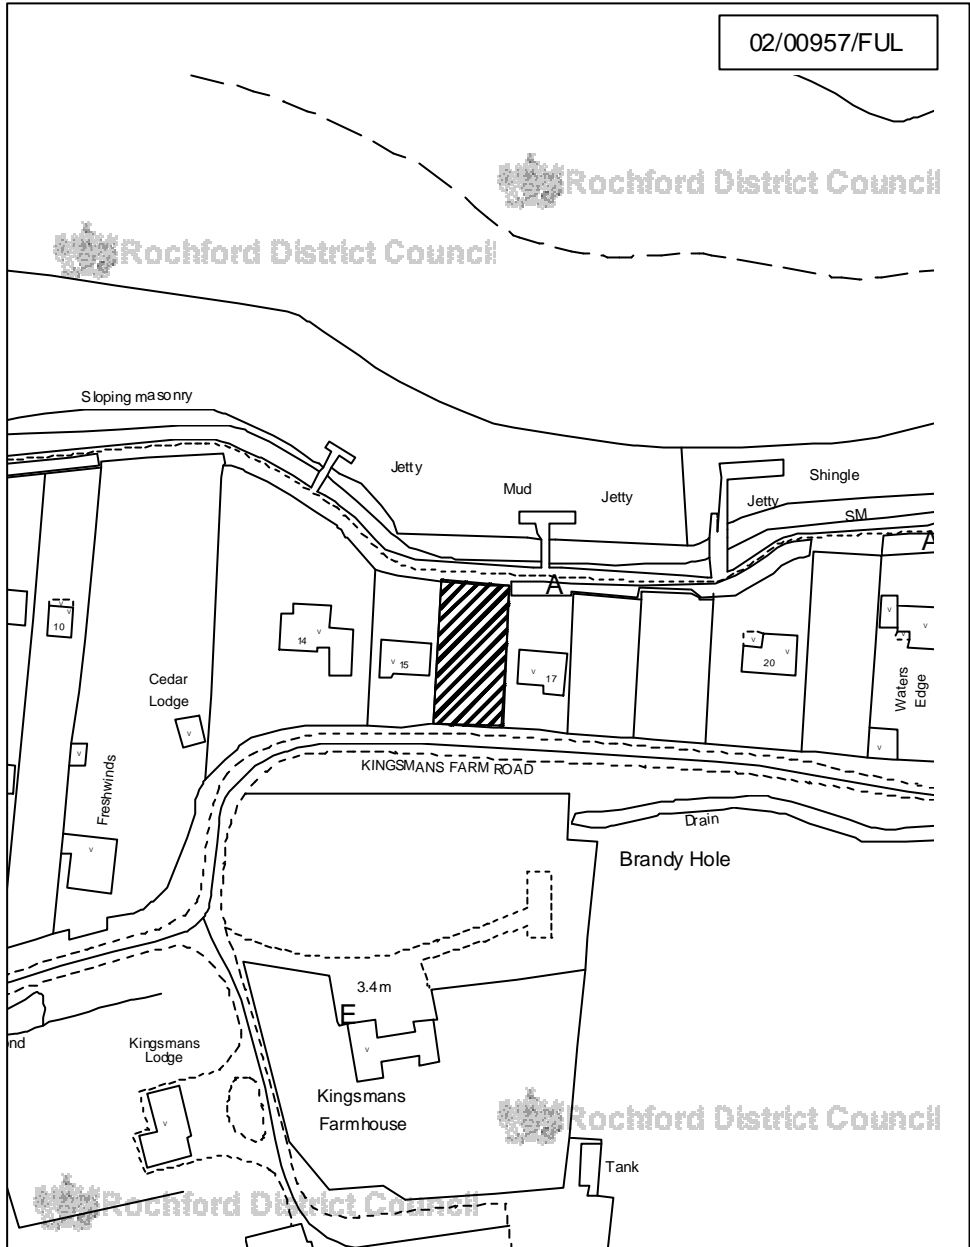 02/00957/FUL
Rochford District Council
Rochford District Council
Sloping masonry
Jetty
Mud
Jetty
Jetty
Shingle
SM
A
A
10
14
15
17
20
Cedar
Lodge
Freshwinds
Waters
Edge
KINGSMANS FARM ROAD
Drain
Brandy Hole
3.4m
F
Kingsmans
Lodge
Kingsmans
Farmhouse
Rochford District Council
Tank
Rochford District Council